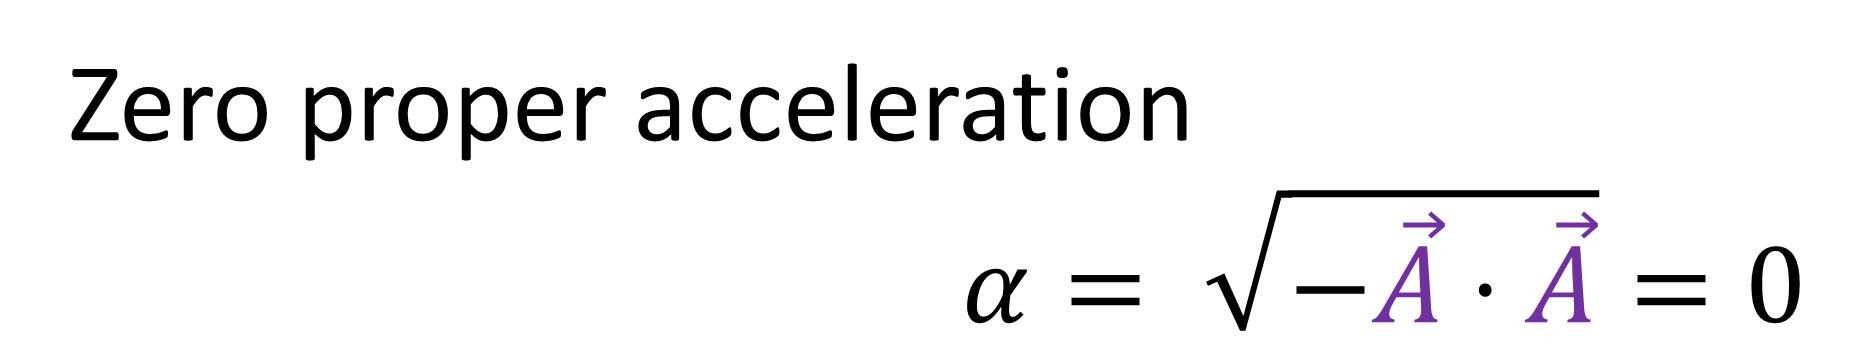 Zero proper acceleration
𝛼 = √−A⃗ · A⃗ = 0